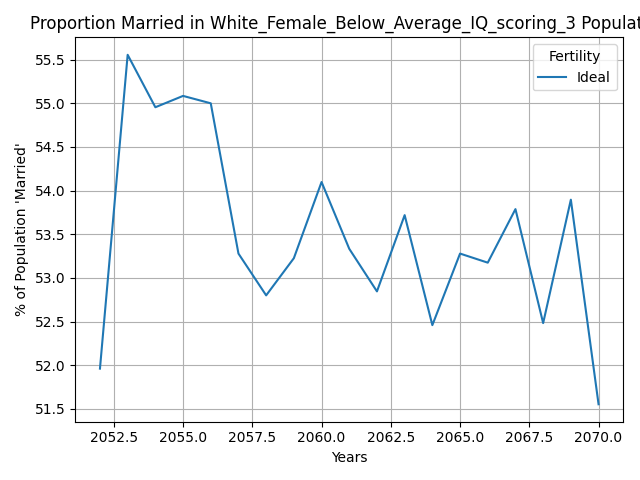 Proportion Married in White_Female_Below_Average_IQ_scoring_3 Populat
Fertility
Ideal
% of Population 'Married'
55.5
55.0
54.5
54.0
53.5
53.0
52.5
52.0
51.5
2052.5 2055.0 2057.5 2060.0 2062.5 2065.0 2067.5 2070.0
Years